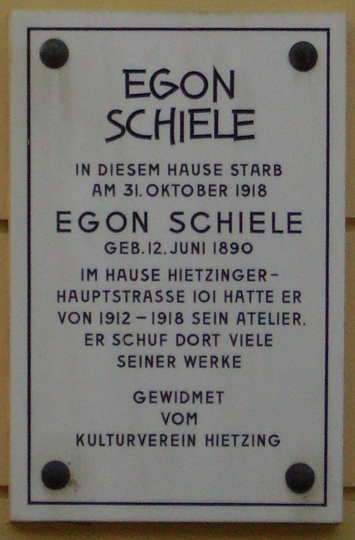 EGON
SCHIELE
IN DIESEM HAUSE STARB
AM 31. OKTOBER 1918
EGON SCHIELE
GEB. 12. JUNI 1890
IM HAUSE HIETZINGER-
HAUPTSTRASSE 101 HATTE ER
VON 1912 – 1918 SEIN ATELIER.
ER SCHUF DORT VIELE
SEINER WERKE
GEWIDMET
VOM
KULTURVEREIN HIETZING